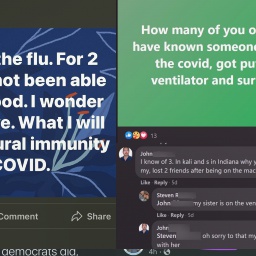 the flu. For 2
not been able
ood. I wonder
e. What I will
ural immunity
COVID.
Comment
Share
democrats did,
How many of you o
have known someone
the covid, got pu
ventilator and sur
13
John
I know of 3. In kali and s in Indiana why y
my, lost 2 friends after being on the mac
Like Reply 5d
Steven R
John my sister is on the ven
Like Reply 5d
John
Steven oh sorry to that my
with her
4h